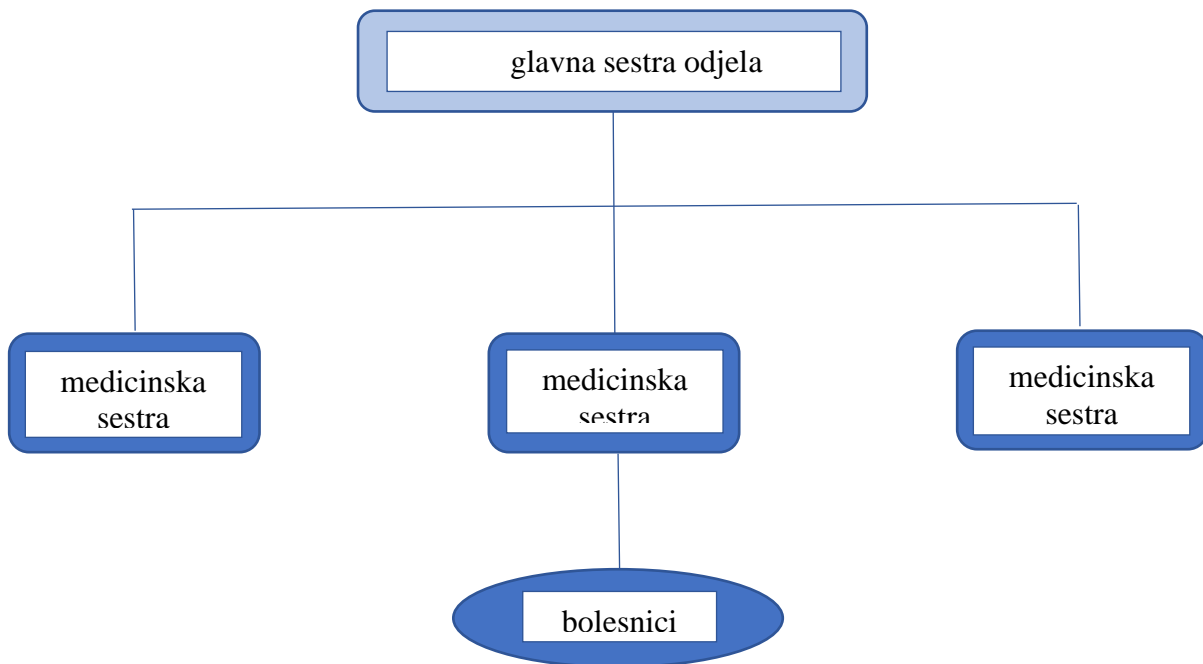 glavna sestra odjela
medicinska
sestra
medicinska
sestra
medicinska
sestra
bolesnici